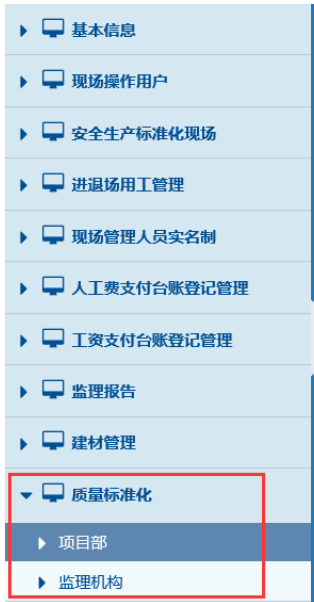 基本信息
现场操作用户
安全生产标准化现场
进退场用工管理
现场管理人员实名制
人工费支付台账登记管理
工资支付台账登记管理
监理报告
建材管理
质量标准化
项目部
监理机构